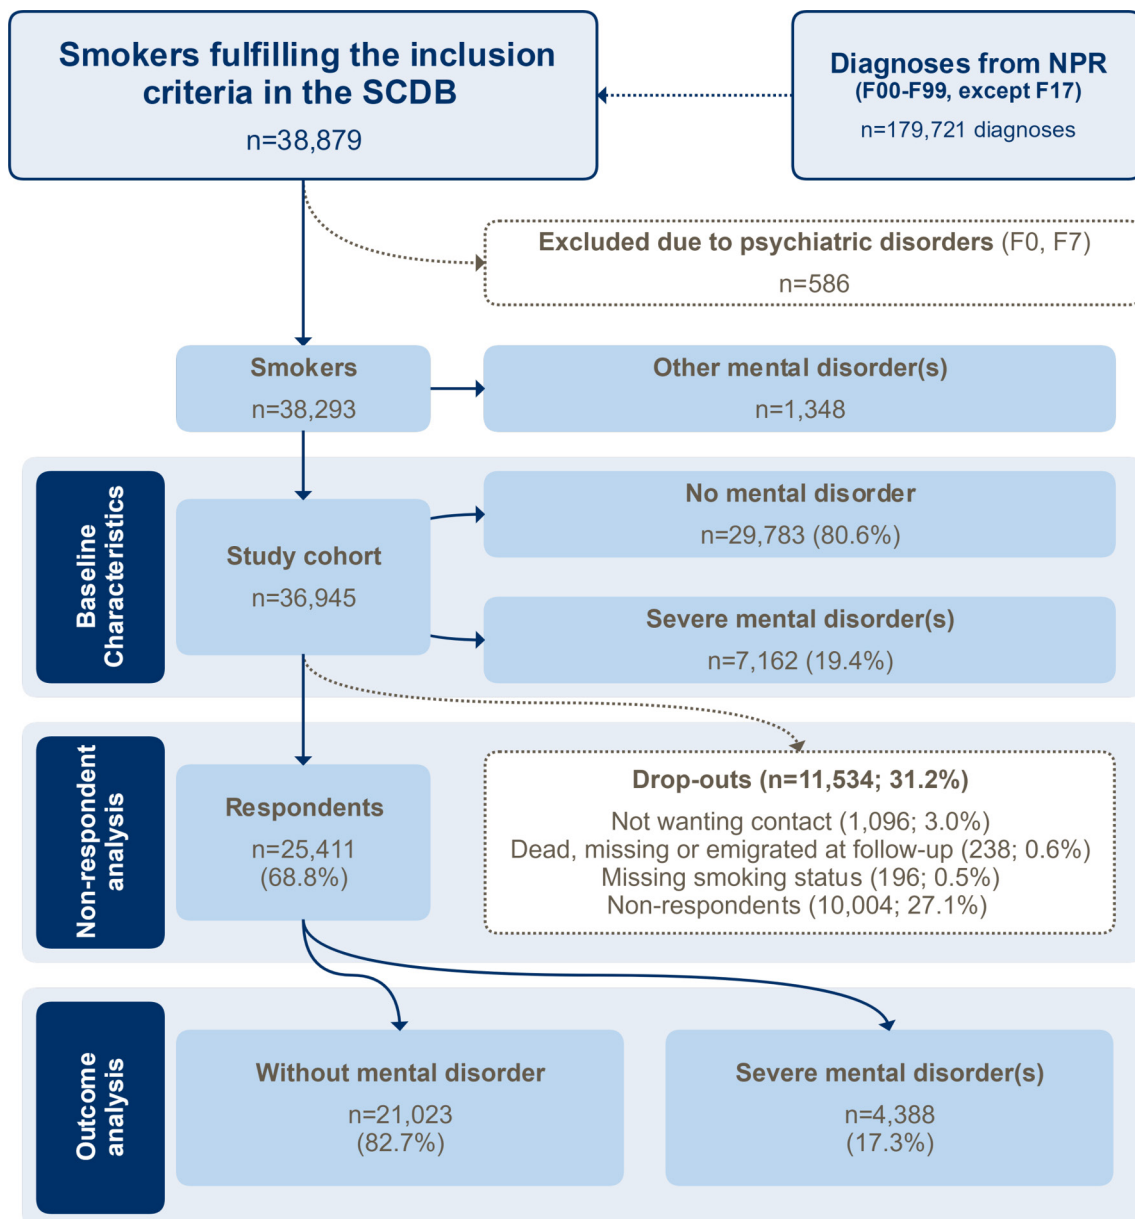 Smokers fulfilling the inclusion
criteria in the SCDB
n=38,879
Diagnoses from NPR
(F00-F99, except F17)
n=179,721 diagnoses
Excluded due to psychiatric disorders (F0, F7)
n=586
Smokers
n=38,293
Other mental disorder(s)
n=1,348
Baseline
Characteristics
Study cohort
n=36,945
No mental disorder
n=29,783 (80.6%)
Severe mental disorder(s)
n=7,162 (19.4%)
Non-respondent
analysis
Respondents
n=25,411
(68.8%)
Drop-outs (n=11,534; 31.2%)
Not wanting contact (1,096; 3.0%)
Dead, missing or emigrated at follow-up (238; 0.6%)
Missing smoking status (196; 0.5%)
Non-respondents (10,004; 27.1%)
Outcome
analysis
Without mental disorder
n=21,023
(82.7%)
Severe mental disorder(s)
n=4,388
(17.3%)